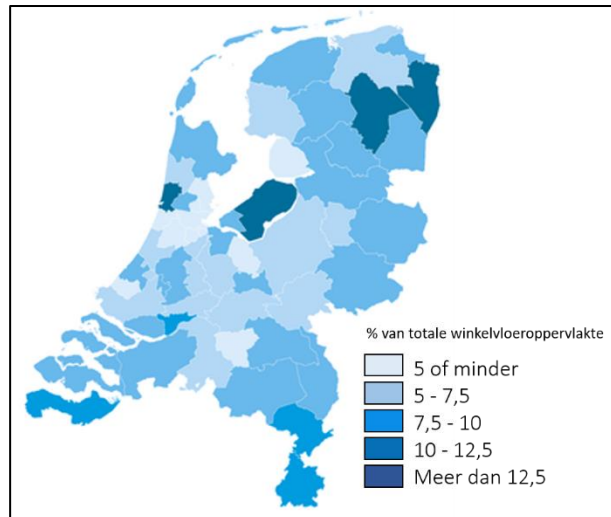 % van totale winkelvloeroppervlakte
5 of minder
5 - 7,5
7,5 - 10
10 - 12,5
Meer dan 12,5